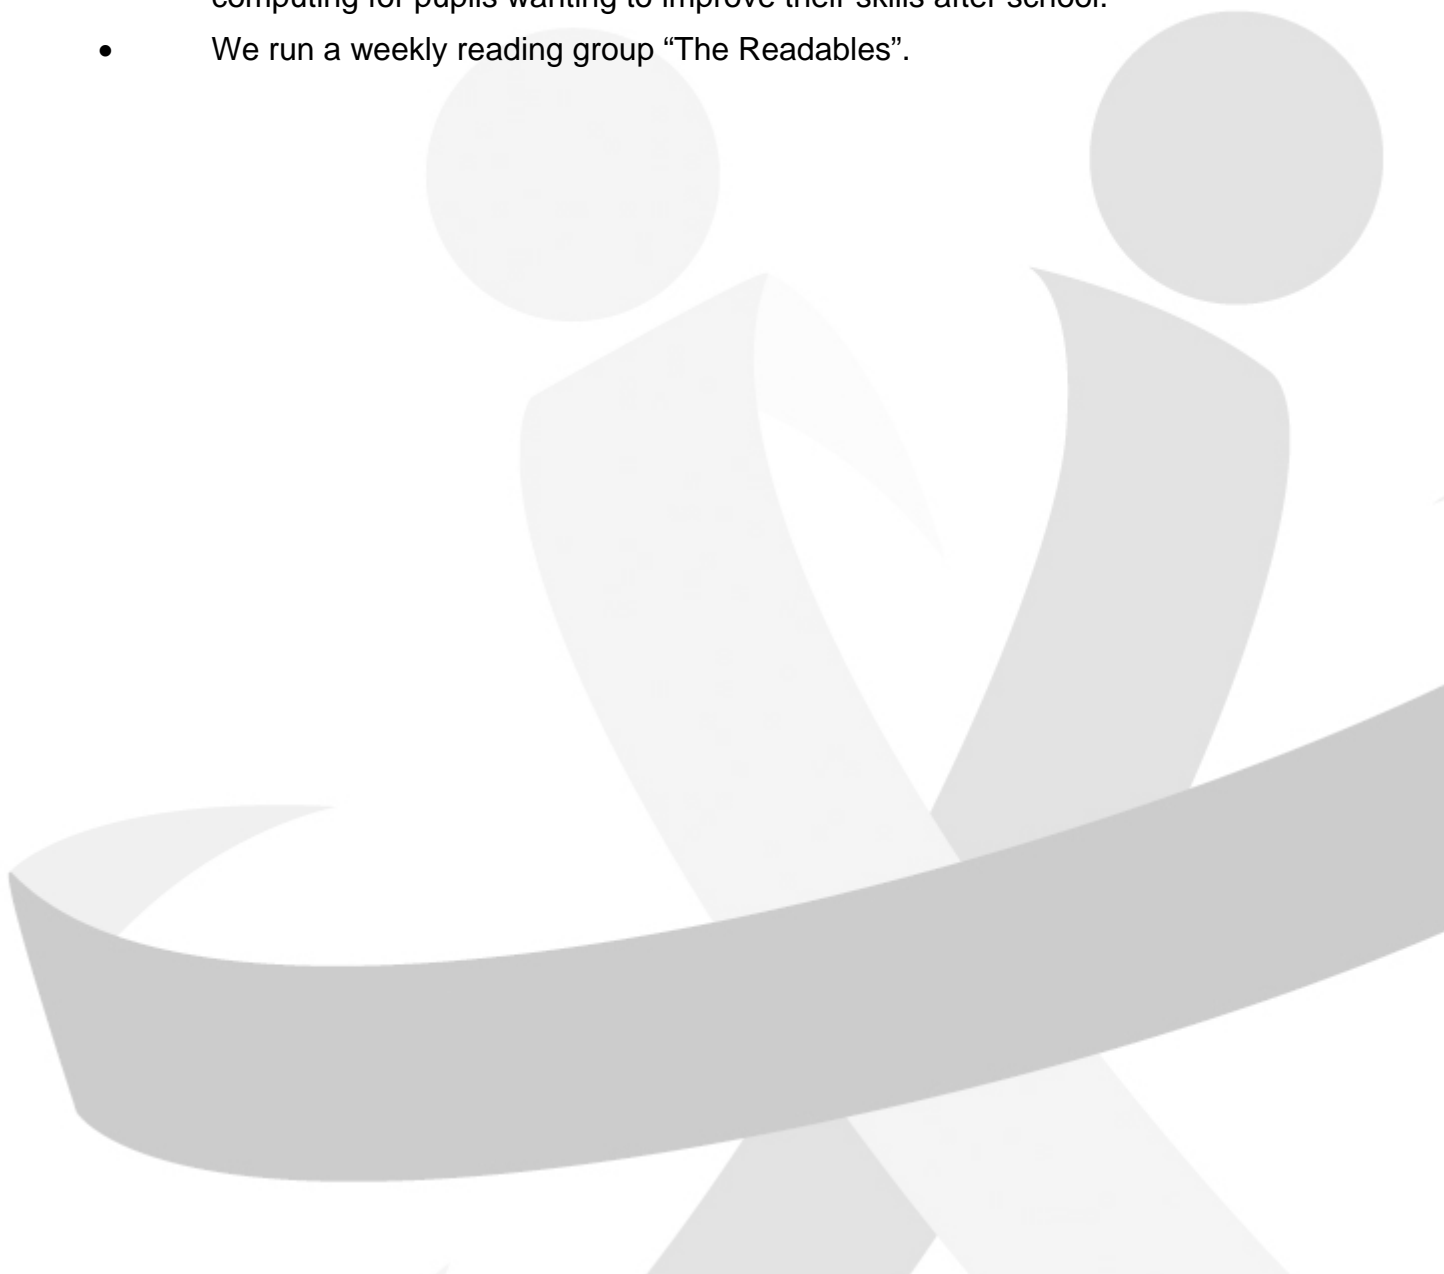 computing for pupils wanting to improve their skills after school.
• We run a weekly reading group “The Readables”.